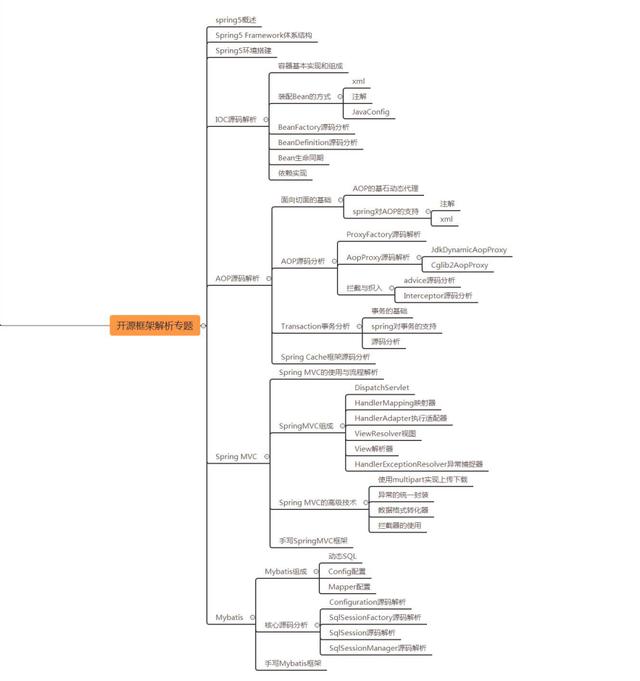 开源框架解析专题
spring5概述
Spring5 Framework体系结构
Spring5环境搭建
IOC源码解析
容器基本实现和组成
装配Bean的方式
xml
注解
JavaConfig
BeanFactory源码分析
BeanDefinition源码分析
Bean生命同期
依赖实现
AOP源码解析
面向切面的基础
AOP的基石动态代理
spring对AOP的支持
注解
xml
AOP源码分析
ProxyFactory源码解析
AopProxy源码解析
JdkDynamicAopProxy
Cglib2AopProxy
拦截与织入
advice源码分析
Interceptor源码分析
Transaction事务分析
事务的基础
spring对事务的支持
源码分析
Spring Cache框架源码分析
Spring MVC
Spring MVC的使用与流程解析
SpringMVC组成
DispatchServlet
HandlerMapping映射器
HandlerAdapter执行适配器
ViewResolver视图
View解析器
HandlerExceptionResolver异常捕捉器
Spring MVC的高级技术
使用multipart实现上传下载
异常的统一封装
数据格式转化器
拦截器的使用
手写SpringMVC框架
Mybatis
Mybatis组成
动态SQL
Config配置
Mapper配置
核心源码分析
Configuration源码解析
SqlSessionFactory源码解析
SqlSession源码解析
SqlSessionManager源码解析
手写Mybatis框架